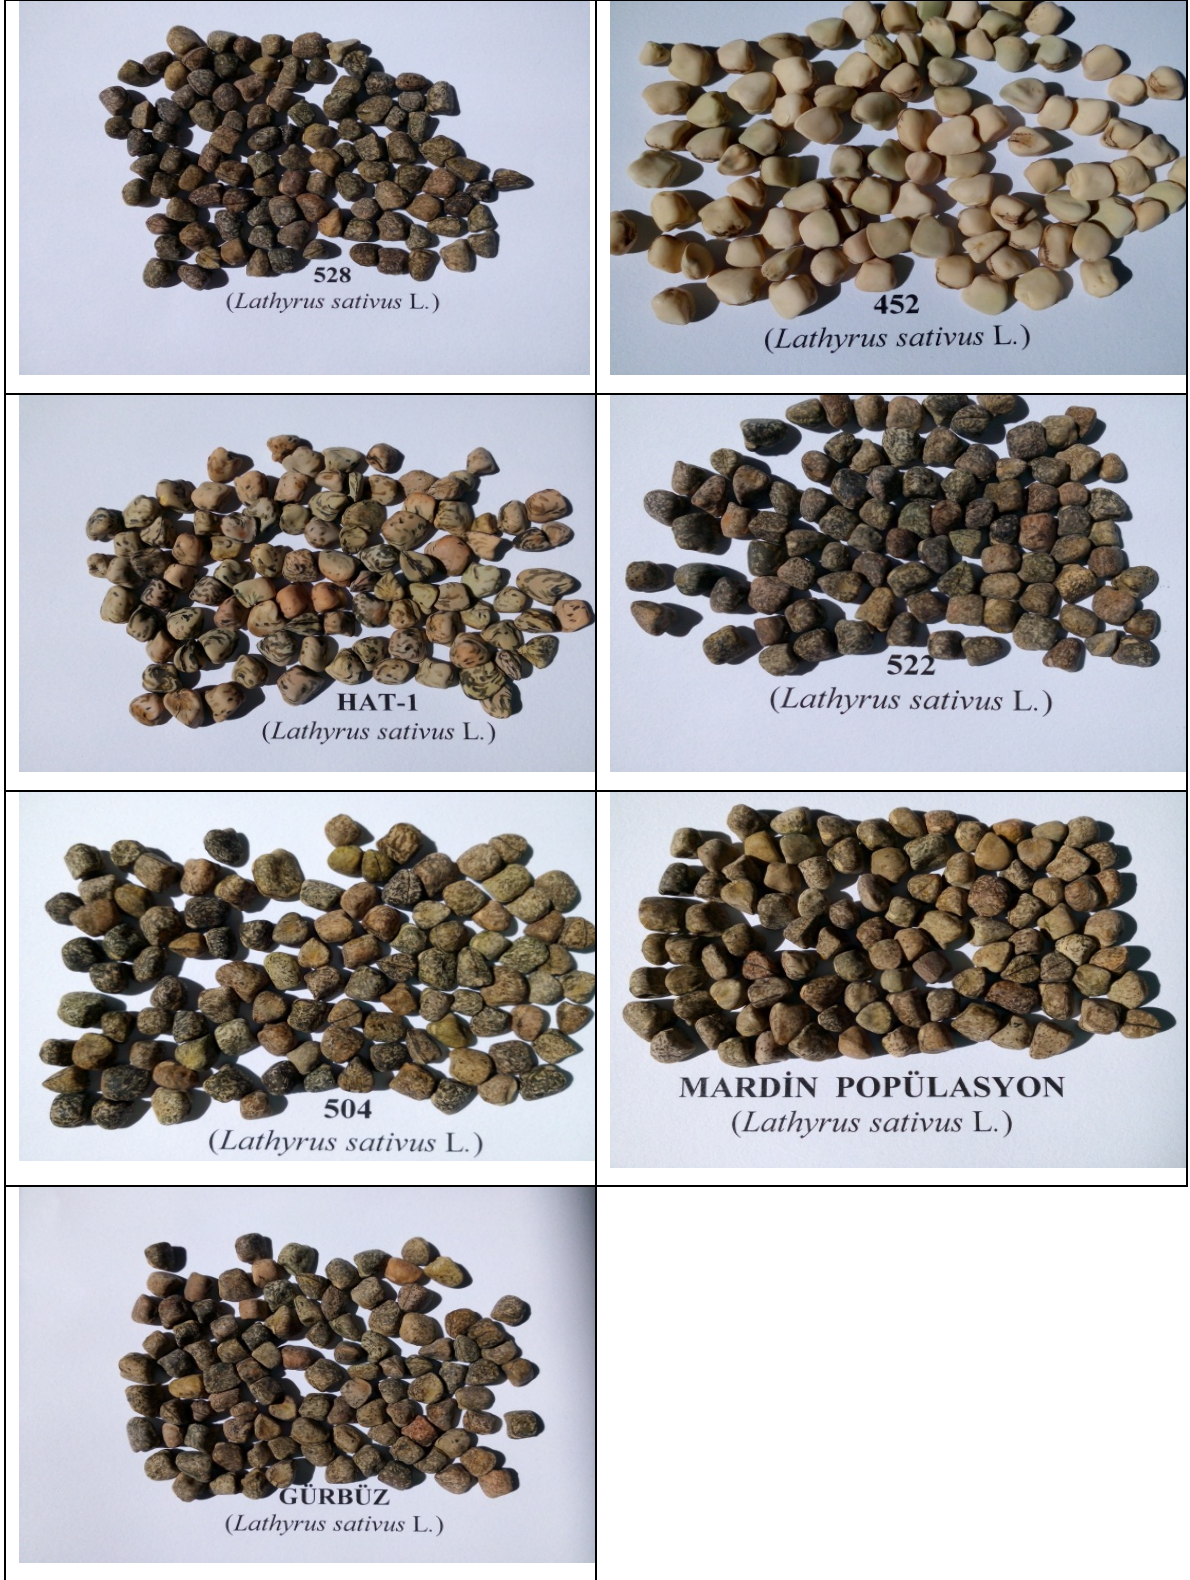 528
(Lathyrus sativus L.)
452
(Lathyrus sativus L.)
HAT-1
(Lathyrus sativus L.)
522
(Lathyrus sativus L.)
504
(Lathyrus sativus L.)
MARDİN POPÜLASYON
(Lathyrus sativus L.)
GÜRBÜZ
(Lathyrus sativus L.)